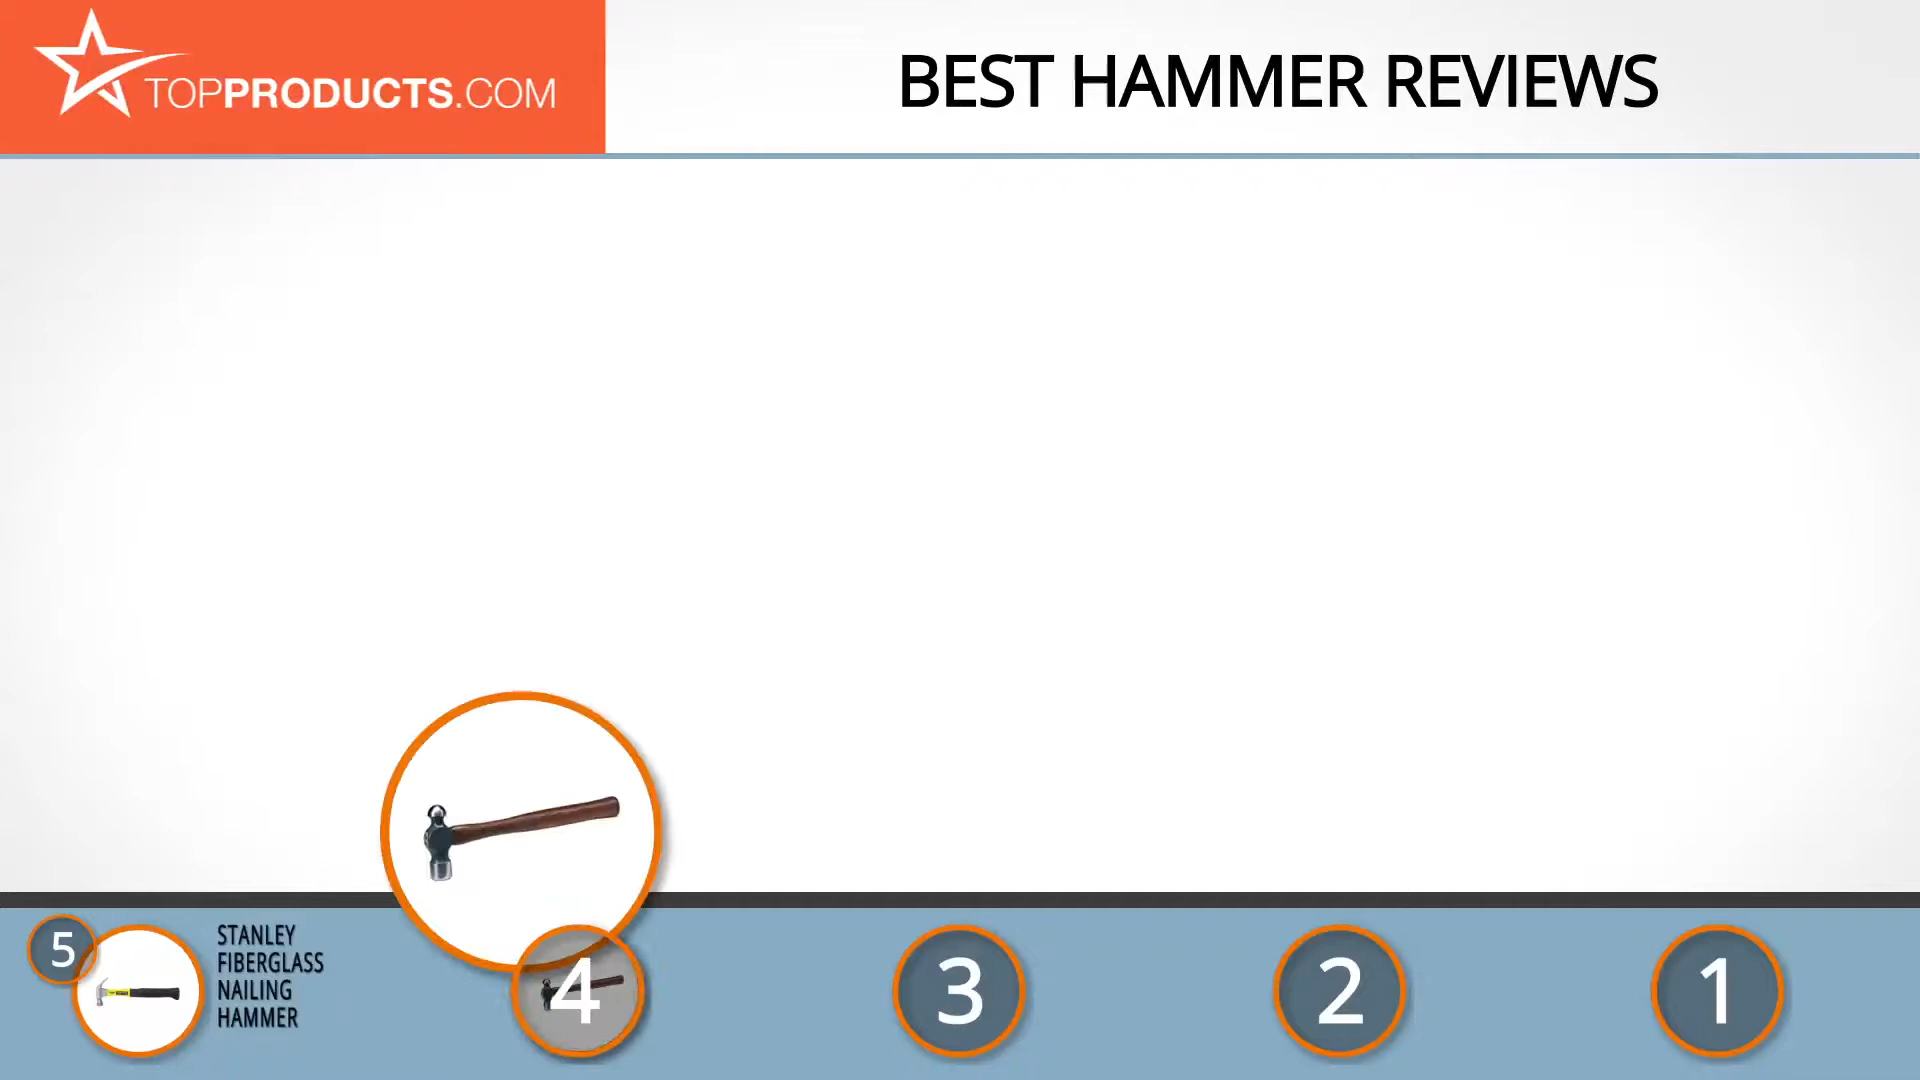 TOPPRODUCTS.COM
BEST HAMMER REVIEWS
5
STANLEY
FIBERGLASS
NAILING
HAMMER
4
3
2
1